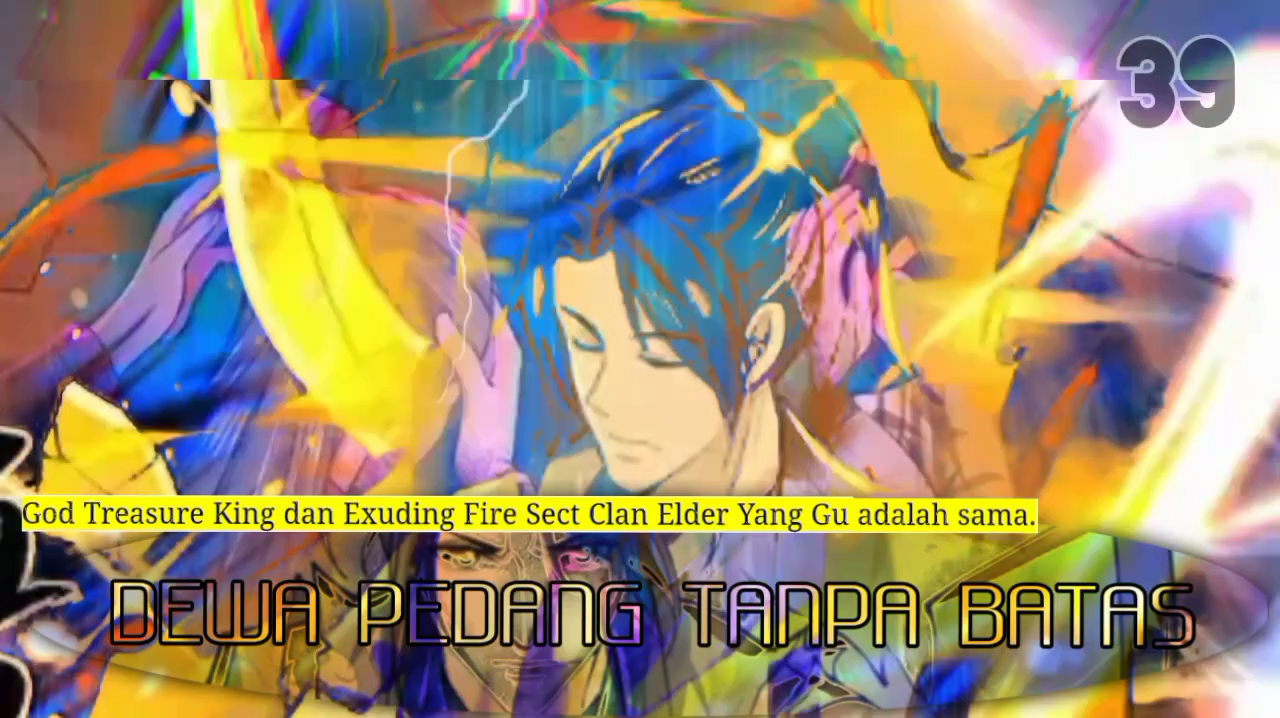 39
God Treasure King dan Exuding Fire Sect Clan Elder Yang Gu adalah sama.
DEWA PEDANG TANPA BATAS